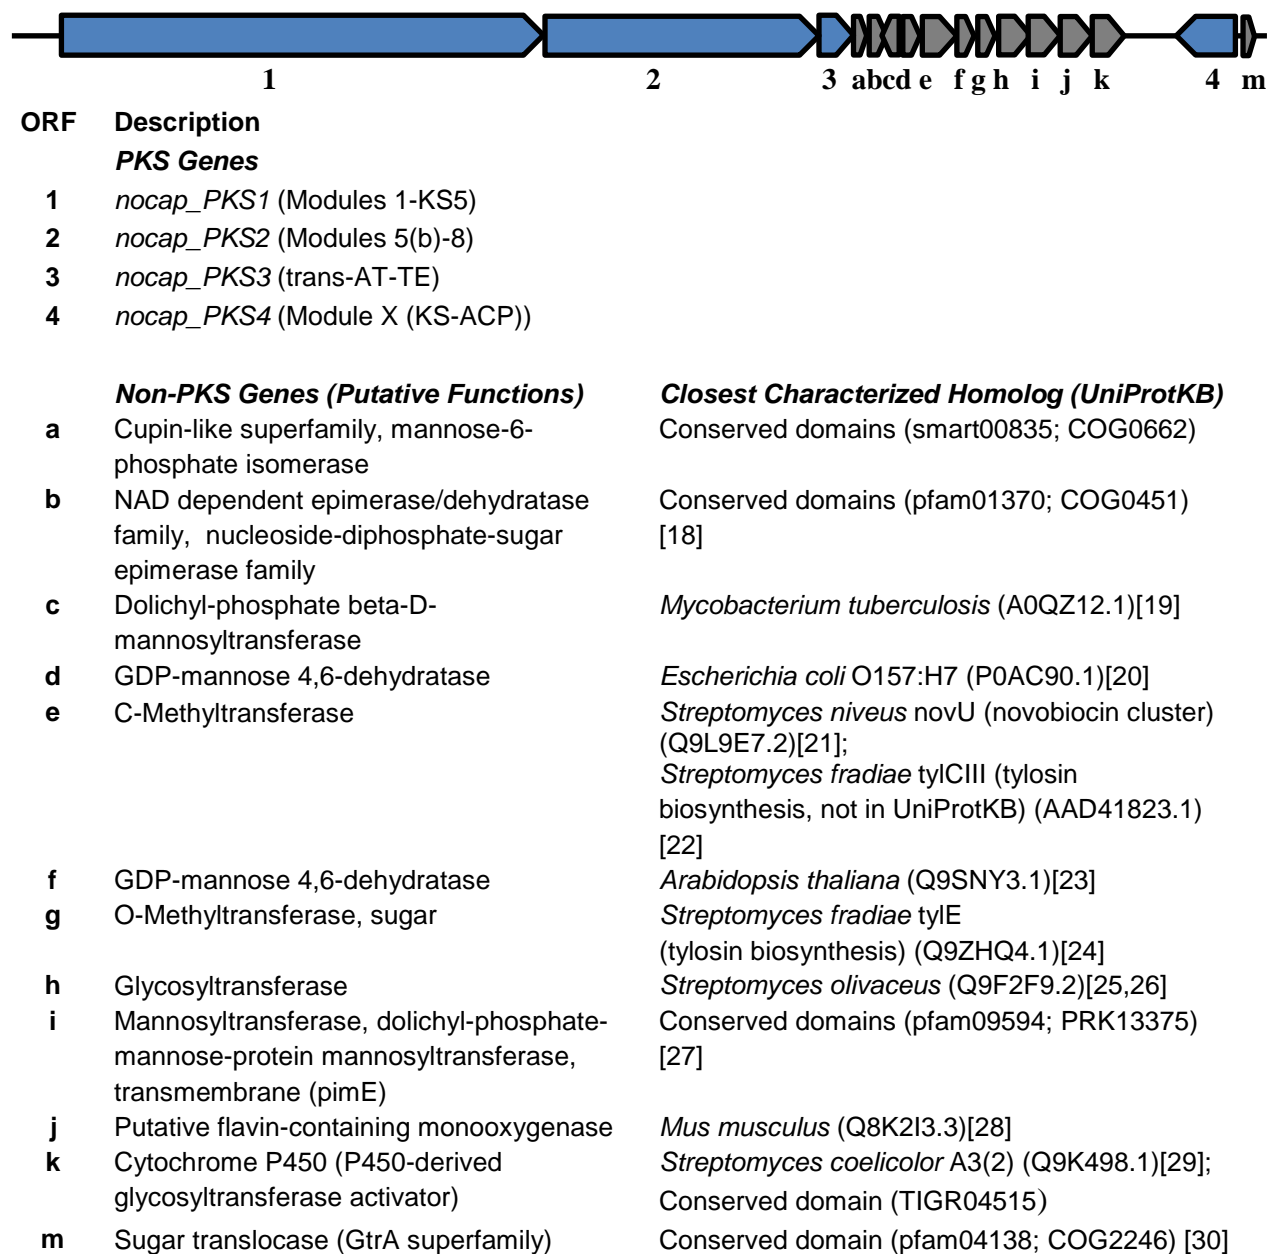 1 2 3 abcd e f g h i j k 4 m
ORF Description
PKS Genes
1 nocap_PKS1 (Modules 1-KS5)
2 nocap_PKS2 (Modules 5(b)-8)
3 nocap_PKS3 (trans-AT-TE)
4 nocap_PKS4 (Module X (KS-ACP))
Non-PKS Genes (Putative Functions) Closest Characterized Homolog (UniProtKB)
a Cupin-like superfamily, mannose-6- Conserved domains (smart00835; COG0662)
phosphate isomerase
b NAD dependent epimerase/dehydratase Conserved domains (pfam01370; COG0451)
family, nucleoside-diphosphate-sugar [18]
epimerase family
c Dolichyl-phosphate beta-D- Mycobacterium tuberculosis (A0QZ12.1)[19]
mannosyltransferase
d GDP-mannose 4,6-dehydratase Escherichia coli O157:H7 (P0AC90.1)[20]
e C-Methyltransferase Streptomyces niveus novU (novobiocin cluster)
(Q9L9E7.2)[21];
Streptomyces fradiae tylCIII (tylosin
biosynthesis, not in UniProtKB) (AAD41823.1)
[22]
f GDP-mannose 4,6-dehydratase Arabidopsis thaliana (Q9SNY3.1)[23]
g O-Methyltransferase, sugar Streptomyces fradiae tylE
(tylosin biosynthesis) (Q9ZHQ4.1)[24]
h Glycosyltransferase Streptomyces olivaceus (Q9F2F9.2)[25,26]
i Mannosyltransferase, dolichyl-phosphate- Conserved domains (pfam09594; PRK13375)
mannose-protein mannosyltransferase, [27]
transmembrane (pimE)
j Putative flavin-containing monooxygenase Mus musculus (Q8K2I3.3)[28]
k Cytochrome P450 (P450-derived Streptomyces coelicolor A3(2) (Q9K498.1)[29];
glycosyltransferase activator) Conserved domain (TIGR04515)
m Sugar translocase (GtrA superfamily) Conserved domain (pfam04138; COG2246) [30]